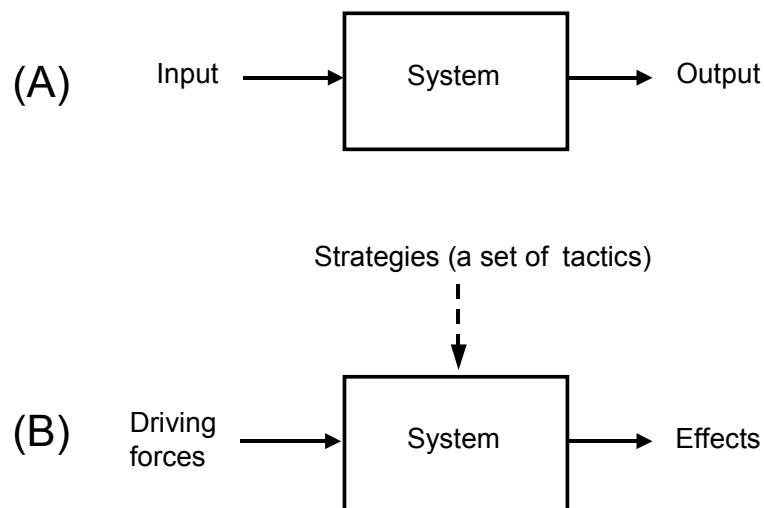 (A)
Input
System
Output
Strategies (a set of tactics)
(B)
Driving
forces
System
Effects